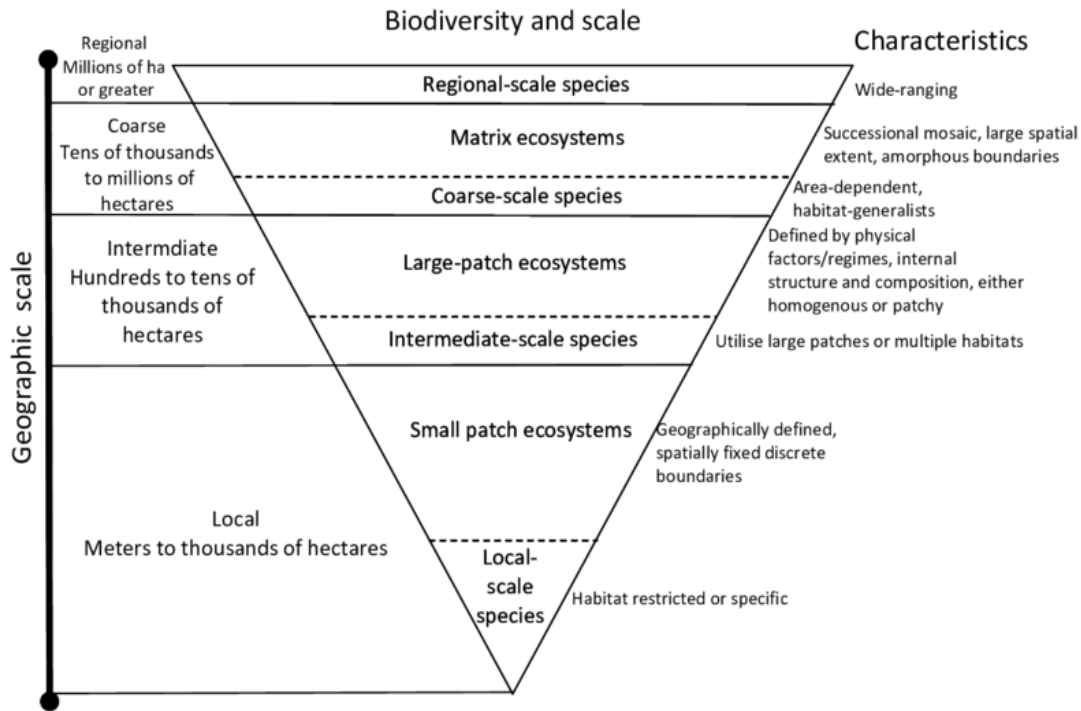 Biodiversity and scale
Characteristics
Geographic scale
Regional
Millions of ha
or greater
Regional-scale species
Wide-ranging
Coarse
Tens of thousands
to millions of
hectares
Matrix ecosystems
Successional mosaic, large spatial
extent, amorphous boundaries
Coarse-scale species
Area-dependent,
habitat-generalists
Intermdiate
Hundreds to tens of
thousands of
hectares
Large-patch ecosystems
Defined by physical
factors/regimes, internal
structure and composition, either
homogenous or patchy
Intermediate-scale species
Utilise large patches or multiple habitats
Local
Meters to thousands of hectares
Small patch ecosystems
Geographically defined,
spatially fixed discrete
boundaries
Local-
scale
species
Habitat restricted or specific